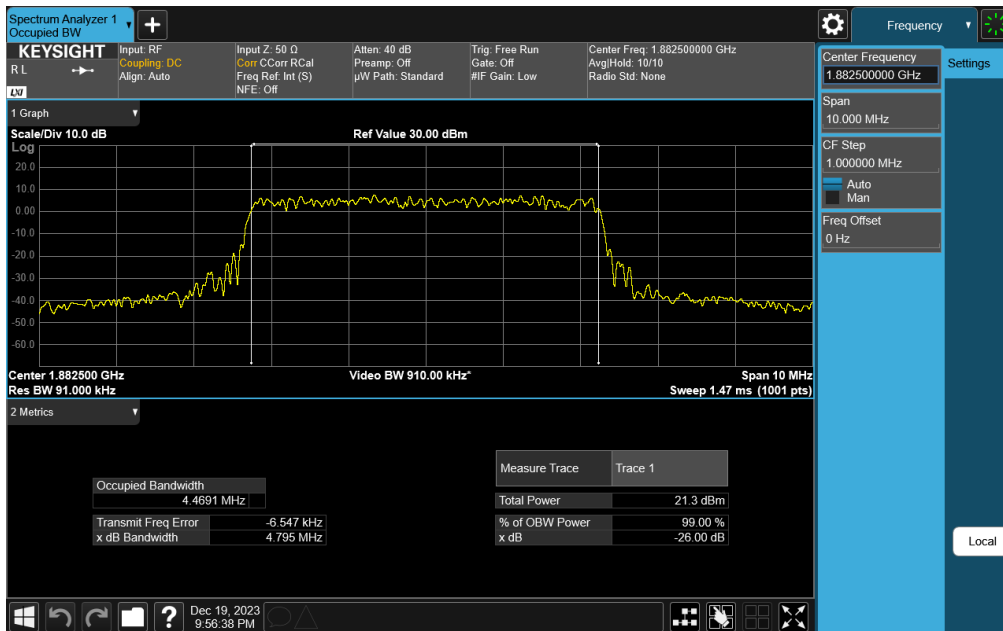 Spectrum Analyzer 1
Occupied BW
Frequency
KEYSIGHT
R L
LXI
Input: RF
Coupling: DC
Align: Auto
Input Z: 50 Ω
Corr CCorr RCal
Freq Ref: Int (S)
NFE: Off
Atten: 40 dB
Preamp: Off
µW Path: Standard
Trig: Free Run
Gate: Off
#IF Gain: Low
Center Freq: 1.882500000 GHz
Avg|Hold: 10/10
Radio Std: None
Center Frequency
1.882500000 GHz
Settings
Span
10.000 MHz
CF Step
1.000000 MHz
Auto
Man
Freq Offset
0 Hz
Local
1 Graph
Scale/Div 10.0 dB
Ref Value 30.00 dBm
Log
20.0
10.0
0.00
-10.0
-20.0
-30.0
-40.0
-50.0
-60.0
Center 1.882500 GHz
Video BW 910.00 kHz*
Span 10 MHz
Res BW 91.000 kHz
Sweep 1.47 ms (1001 pts)
2 Metrics
Occupied Bandwidth
4.4691 MHz
Transmit Freq Error -6.547 kHz
x dB Bandwidth 4.795 MHz
Measure Trace Trace 1
Total Power 21.3 dBm
% of OBW Power 99.00 %
x dB -26.00 dB
?
Dec 19, 2023
9:56:38 PM